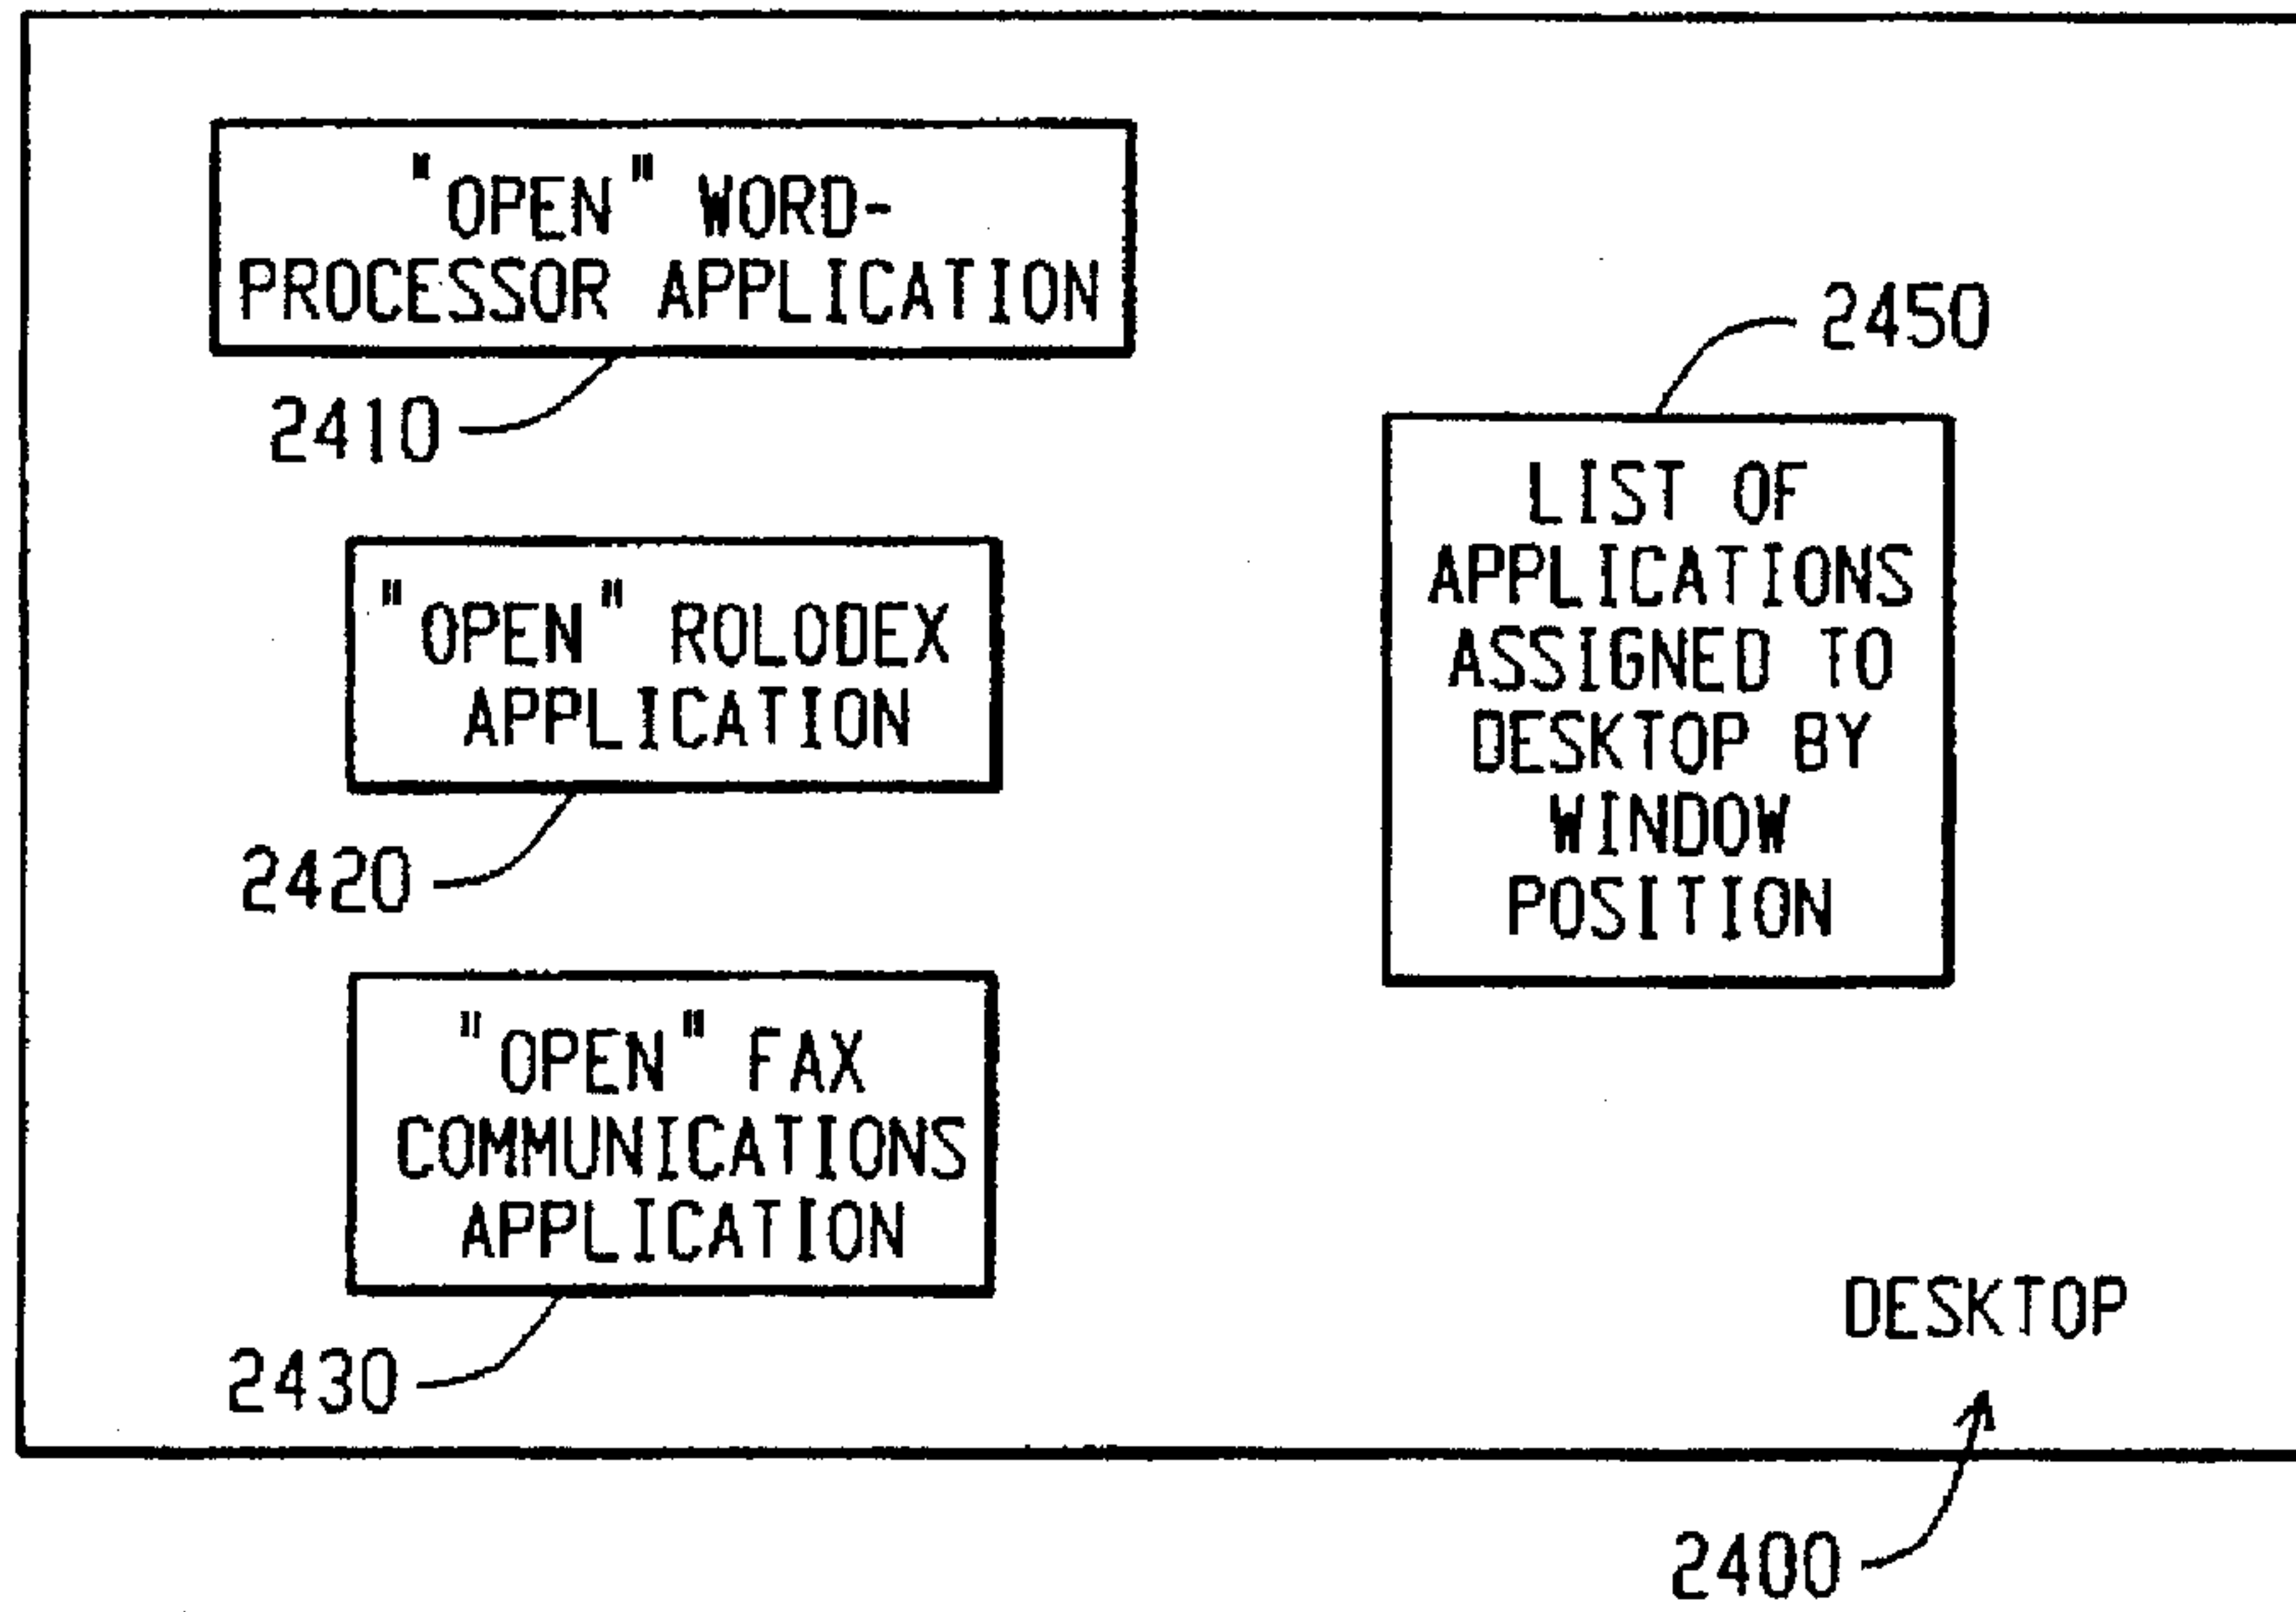 "OPEN" WORD-
PROCESSOR APPLICATION
2410
"OPEN" ROLODEX
APPLICATION
2420
"OPEN" FAX
COMMUNICATIONS
APPLICATION
2430
2450
LIST OF
APPLICATIONS
ASSIGNED TO
DESKTOP BY
WINDOW
POSITION
DESKTOP
2400